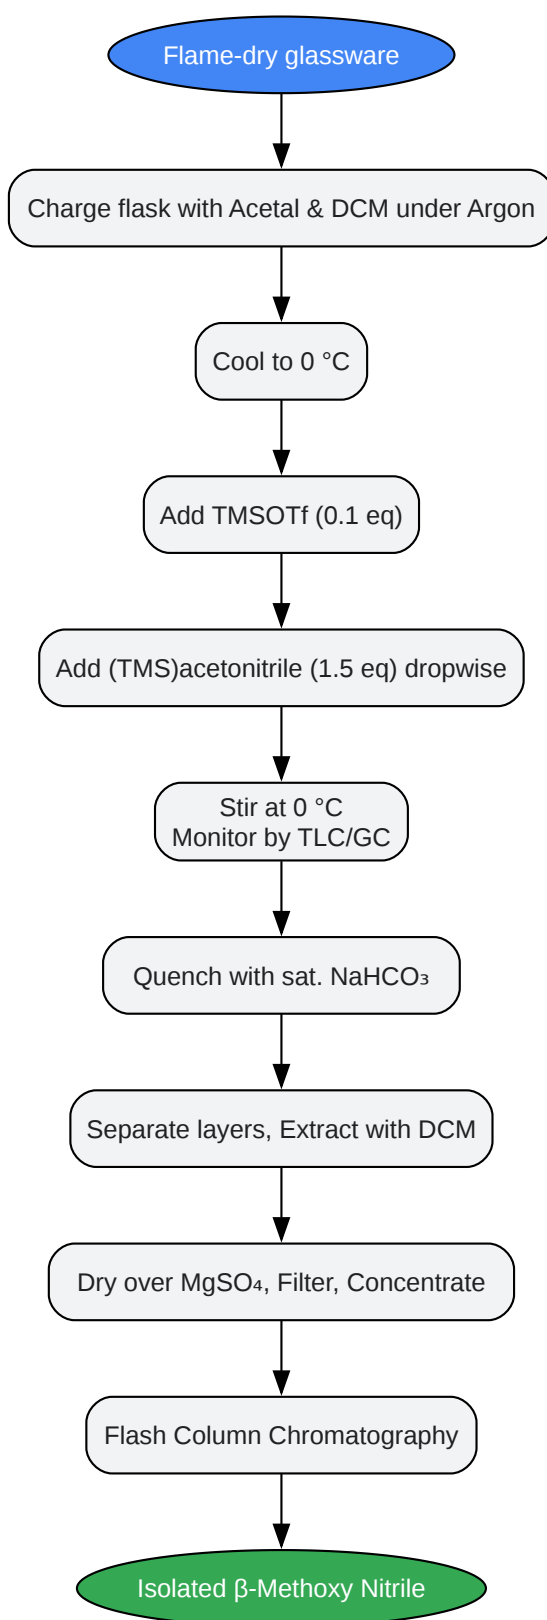 Flame-dry glassware
Charge flask with Acetal & DCM under Argon
Cool to 0 °C
Add TMSOTf (0.1 eq)
Add (TMS)acetonitrile (1.5 eq) dropwise
Stir at 0 °C
Monitor by TLC/GC
Quench with sat. NaHCO₃
Separate layers, Extract with DCM
Dry over MgSO₄, Filter, Concentrate
Flash Column Chromatography
Isolated β-Methoxy Nitrile